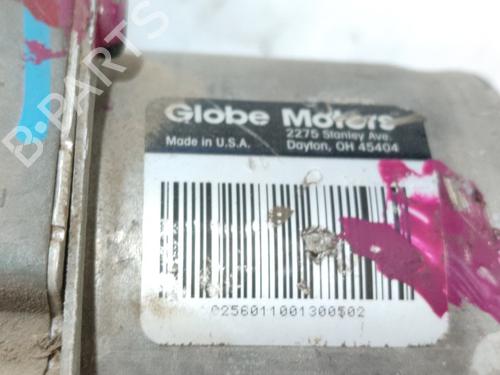 Globe Motors
2275 Stanley Ave.
Made in U.S.A.
Dayton, OH 45404
0256011001300502
B-PARTS